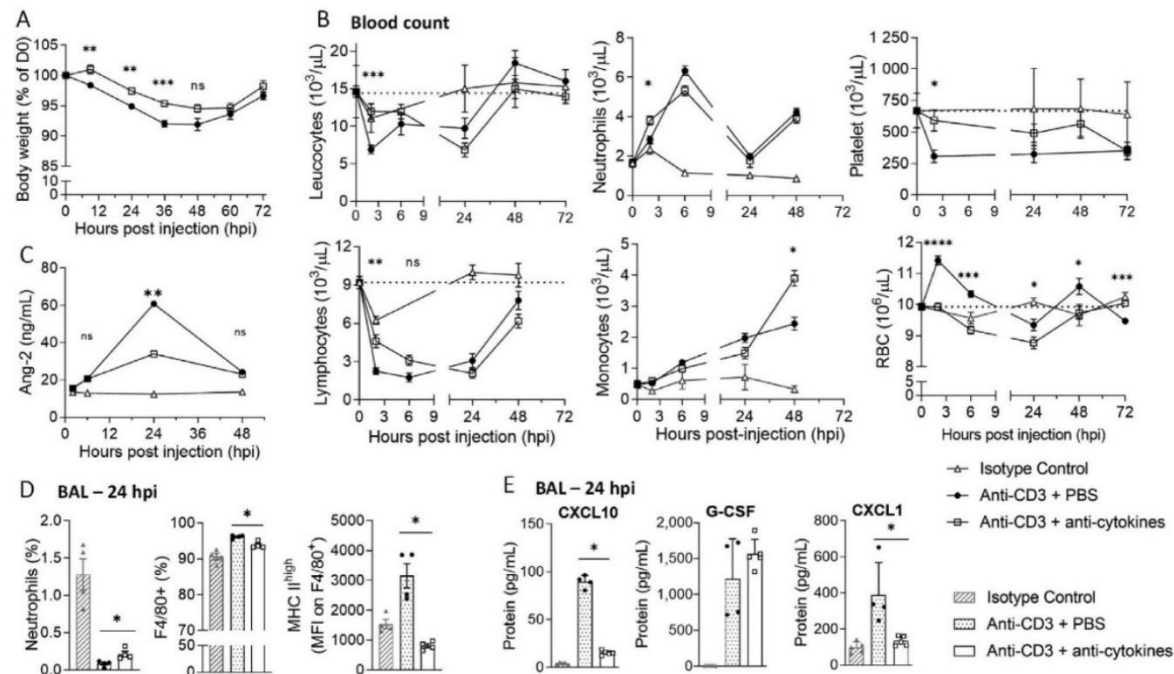 A
Body weight (% of D0)
105
100
95
90
85
10
0
** ** *** ns
0 12 24 36 48 60 72
Hours post injection (hpi)
B Blood count
Leucocytes (10³/µL)
20
15
10
5
0
***
0 3 6 9 24 48 72
Neutrophils (10³/µL)
8
6
4
2
0
*
0 3 6 9 24 48 72
Platelet (10³/µL)
1 250
1 000
750
500
250
0
*
0 3 6 9 24 48 72
C
Ang-2 (ng/mL)
80
60
40
20
0
ns ** ns
0 12 24 36 48
Hours post injection (hpi)
Lymphocytes (10³/µL)
12
9
6
3
0
** ns
0 3 6 9 24 48 72
Hours post injection (hpi)
Monocytes (10³/µL)
5
4
3
2
1
0
*
0 3 6 9 24 48 72
Hours post-injection (hpi)
RBC (10⁶/µL)
12
11
10
9
8
5
0
**** *** * * ***
0 3 6 9 24 48 72
Hours post injection (hpi)
Isotype Control
Anti-CD3 + PBS
Anti-CD3 + anti-cytokines
D BAL – 24 hpi
Neutrophils (%)
2.0
1.5
1.0
0.5
0.0
*
F4/80+ (%)
100
90
80
70
50
0
*
MHC IIʰⁱᵍʰ
(MFI on F4/80⁺)
5000
4000
3000
2000
1000
0
*
E BAL – 24 hpi
CXCL10
Protein (pg/mL)
150
100
50
0
*
G-CSF
Protein (pg/mL)
2,000
1,500
1,000
500
0
CXCL1
Protein (pg/mL)
800
600
400
200
0
*
Isotype Control
Anti-CD3 + PBS
Anti-CD3 + anti-cytokines